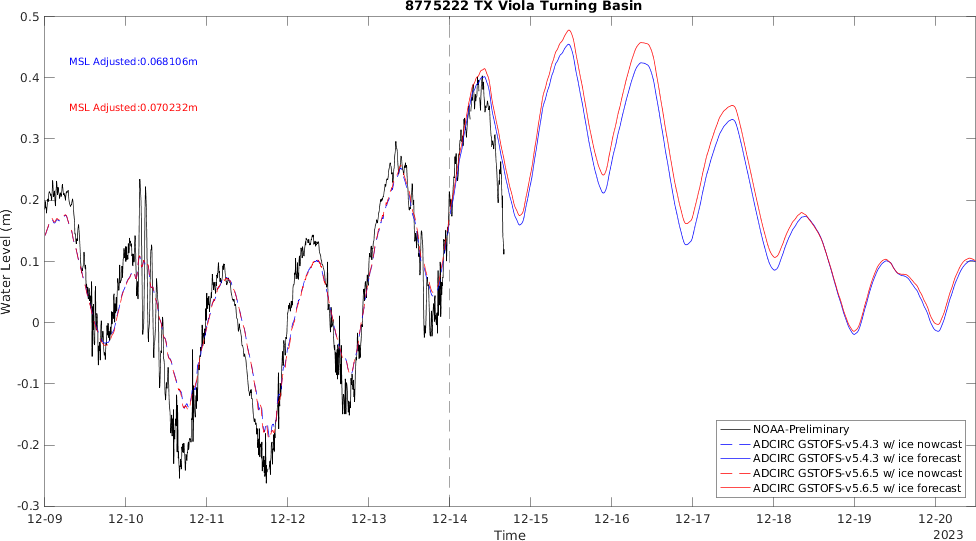 8775222 TX Viola Turning Basin
MSL Adjusted:0.068106m
MSL Adjusted:0.070232m
Water Level (m)
0.5
0.4
0.3
0.2
0.1
0
-0.1
-0.2
-0.3
NOAA-Preliminary
ADCIRC GSTOFS-v5.4.3 w/ ice nowcast
ADCIRC GSTOFS-v5.4.3 w/ ice forecast
ADCIRC GSTOFS-v5.6.5 w/ ice nowcast
ADCIRC GSTOFS-v5.6.5 w/ ice forecast
12-09 12-10 12-11 12-12 12-13 12-14 12-15 12-16 12-17 12-18 12-19 12-20
Time
2023